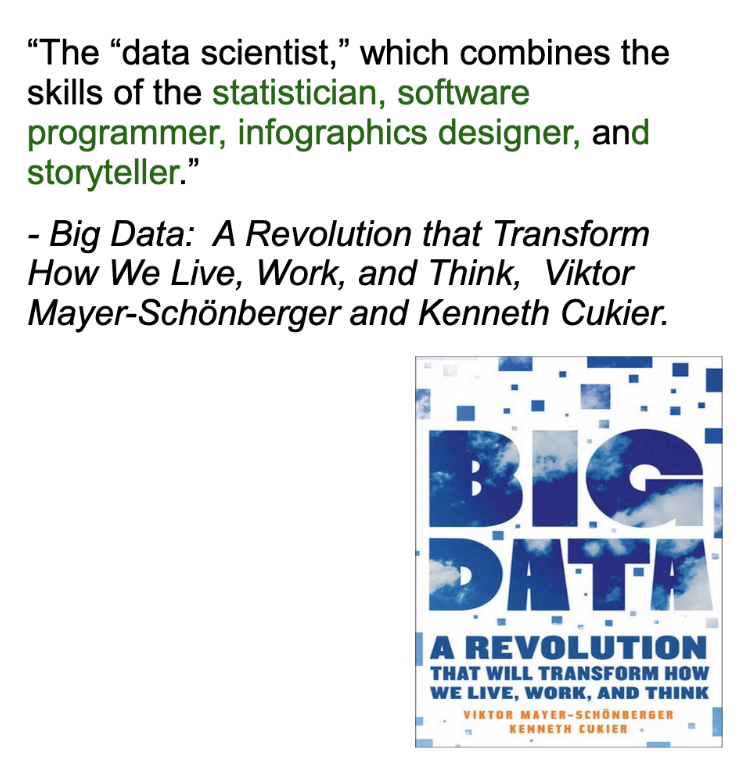 “The “data scientist,” which combines the
skills of the statistician, software
programmer, infographics designer, and
storyteller.”
- Big Data:  A Revolution that Transform
How We Live, Work, and Think,  Viktor
Mayer-Schönberger and Kenneth Cukier.
BIG
DATA
A REVOLUTION
THAT WILL TRANSFORM HOW
WE LIVE, WORK, AND THINK
VIKTOR MAYER-SCHÖNBERGER
KENNETH CUKIER